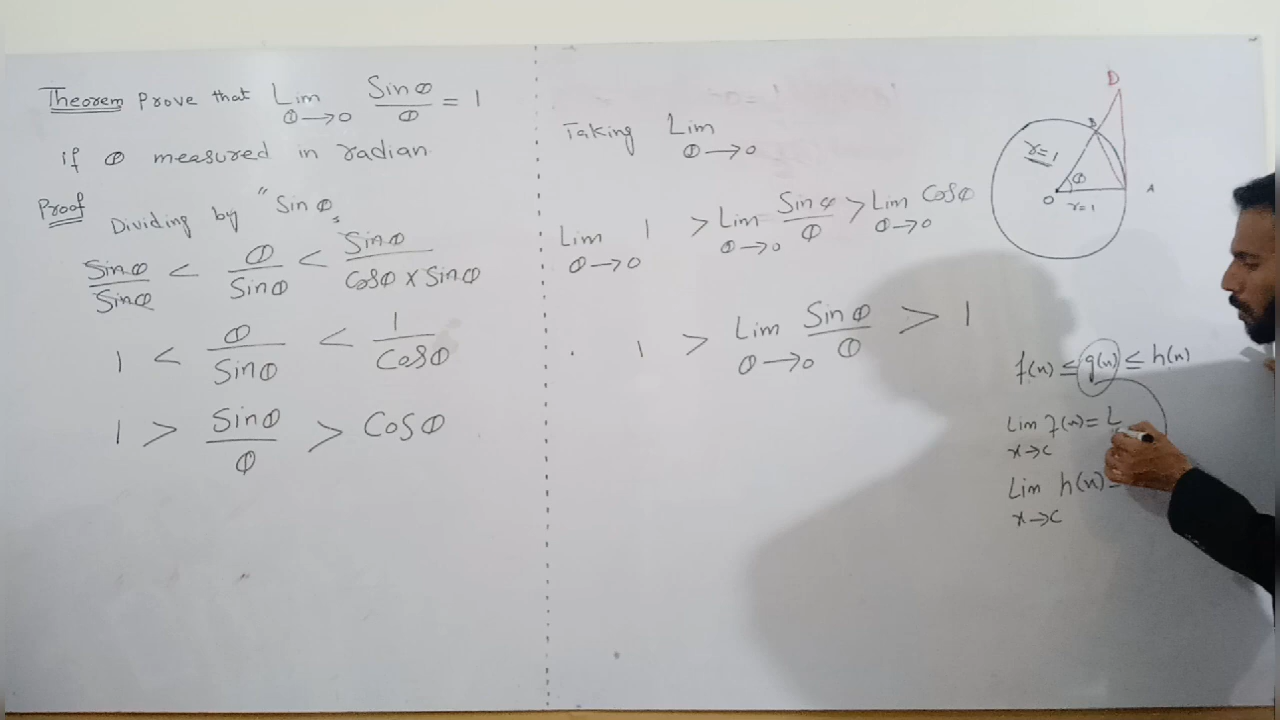 Theorem Prove that Lim θ→0 Sinθ/θ = 1
if θ measured in radian
Proof
Dividing by "Sinθ"
Sinθ/Sinθ < θ/Sinθ < Sinθ/Cosθ × Sinθ
1 < θ/Sinθ < 1/Cosθ
1 > Sinθ/θ > Cosθ
Taking Lim θ→0
Lim θ→0 1 > Lim θ→0 Sinθ/θ > Lim θ→0 Cosθ
1 > Lim θ→0 Sinθ/θ > 1
D
B
r=1
θ
O
r=1
A
f(x) ≤ g(x) ≤ h(x)
Lim x→c f(x) = L
Lim x→c h(x) =